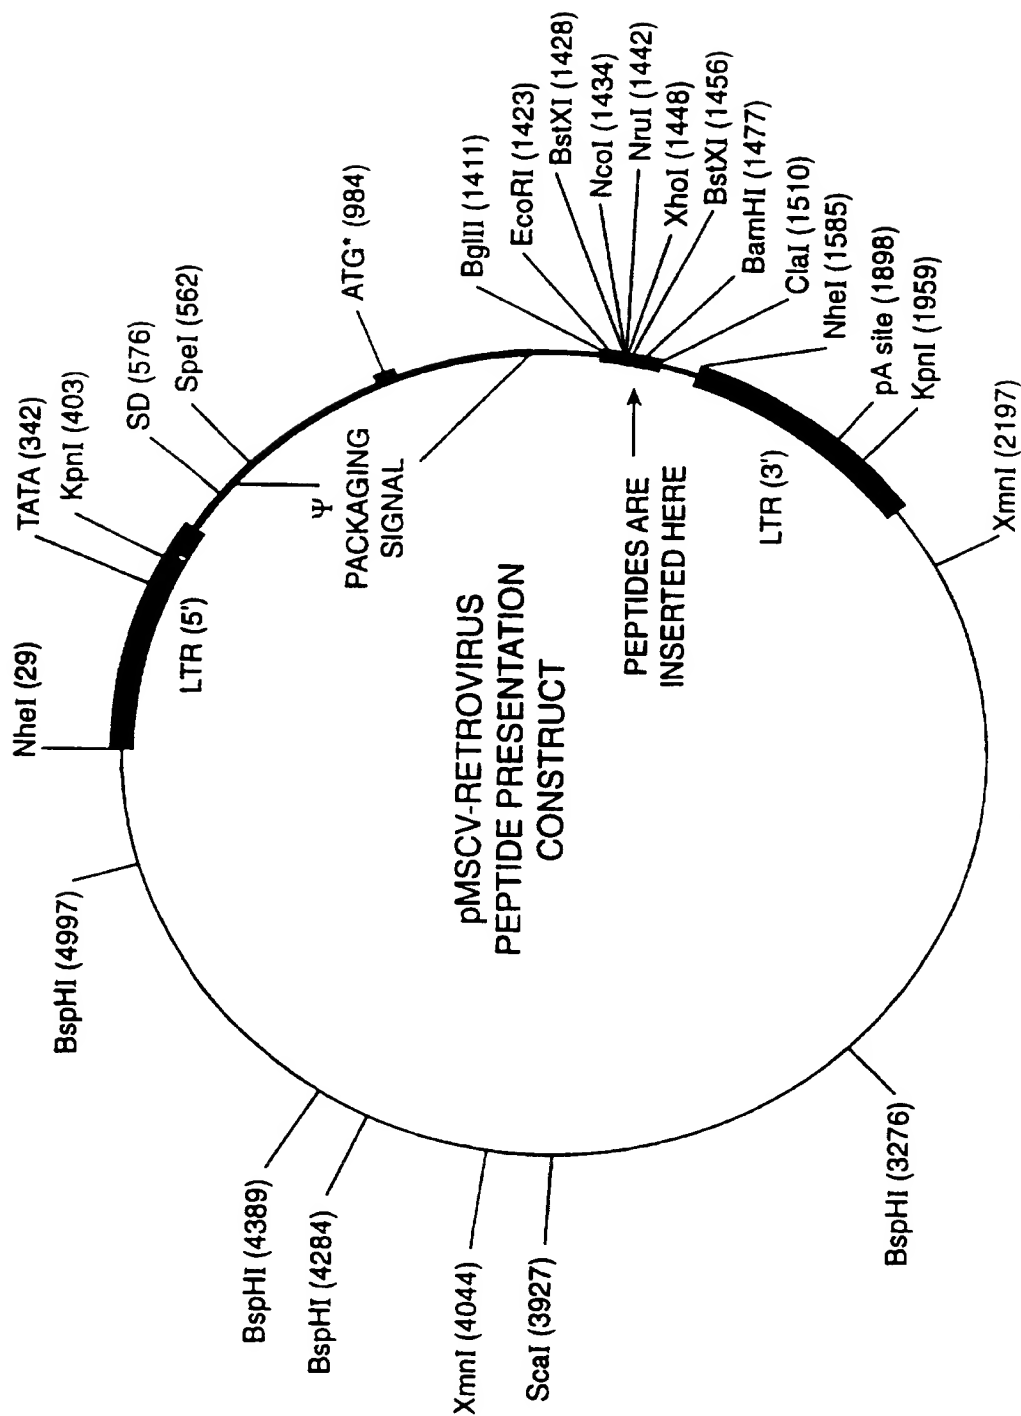 NheI (29)
TATA (342)
KpnI (403)
SD (576)
SpeI (562)
ATG* (984)
BglII (1411)
EcoRI (1423)
BstXI (1428)
NcoI (1434)
NruI (1442)
XhoI (1448)
BstXI (1456)
BamHI (1477)
ClaI (1510)
NheI (1585)
pA site (1898)
KpnI (1959)
XmnI (2197)
BspHI (3276)
ScaI (3927)
XmnI (4044)
BspHI (4284)
BspHI (4389)
BspHI (4997)
LTR (5')
Ψ
PACKAGING
SIGNAL
PEPTIDES ARE
INSERTED HERE
LTR (3')
pMSCV-RETROVIRUS
PEPTIDE PRESENTATION
CONSTRUCT